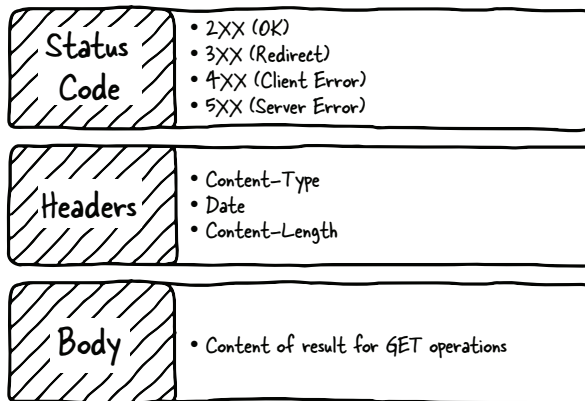 Status
Code
• 2XX (OK)
• 3XX (Redirect)
• 4XX (Client Error)
• 5XX (Server Error)
Headers
• Content-Type
• Date
• Content-Length
Body
• Content of result for GET operations